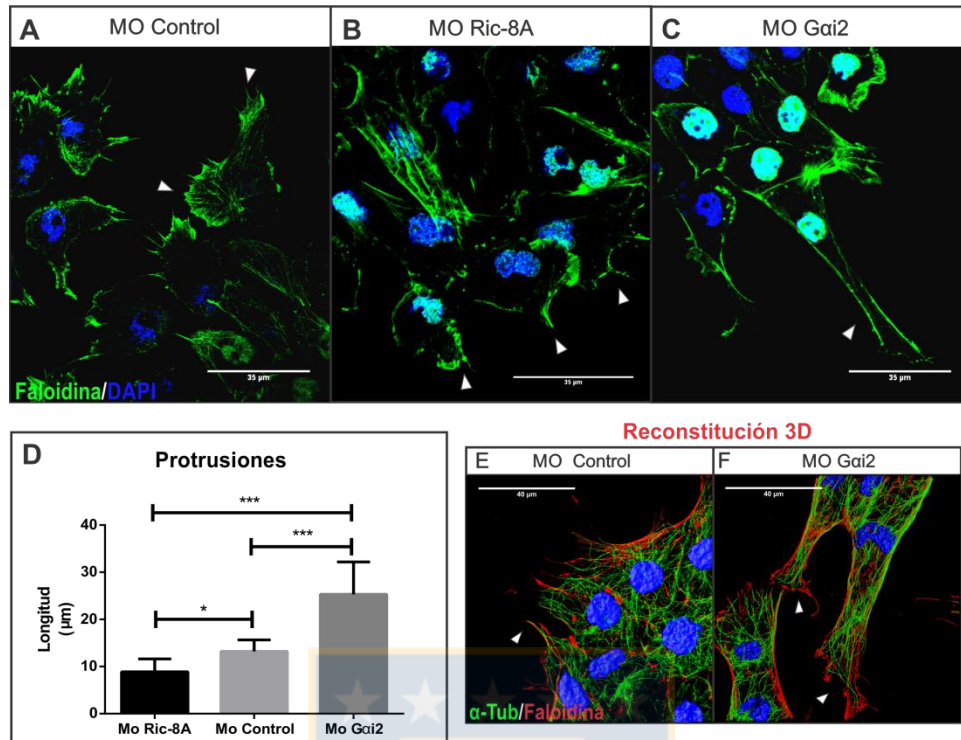 A MO Control
B MO Ric-8A
C MO Gαi2
35 µm
35 µm
35 µm
Faloidina/DAPI
D
Protrusiones
***
***
*
Longitud
(µm)
40
30
20
10
0
Mo Ric-8A Mo Control Mo Gαi2
Reconstitución 3D
E MO Control
F MO Gαi2
40 µm
40 µm
α-Tub/Faloidina